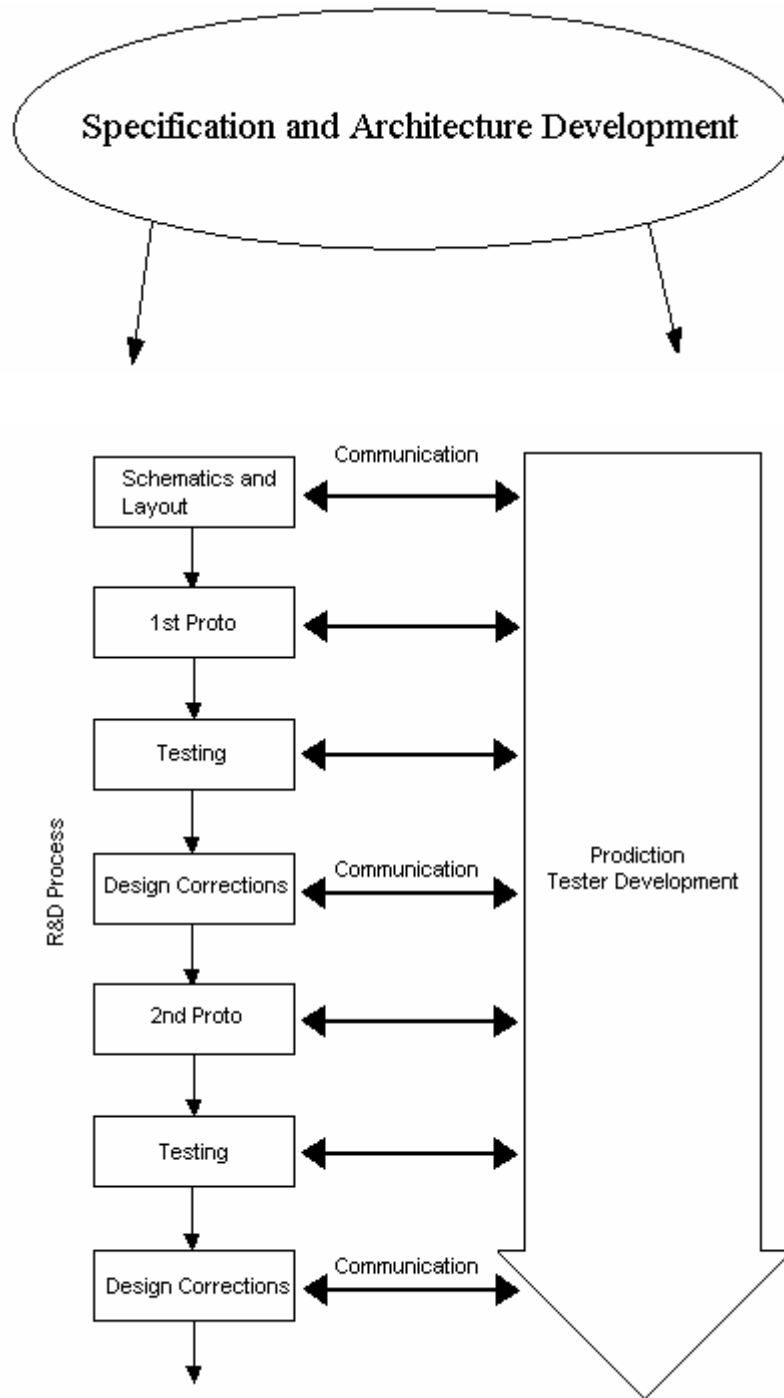 Specification and Architecture Development
Communication
Schematics and
Layout
1st Proto
Testing
R&D Process
Design Corrections
Communication
Prodiction
Tester Development
2nd Proto
Testing
Design Corrections
Communication